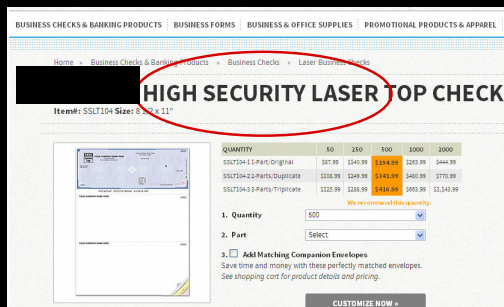 BUSINESS CHECKS & BANKING PRODUCTS BUSINESS FORMS BUSINESS & OFFICE SUPPLIES PROMOTIONAL PRODUCTS & APPAREL
Home » Business Checks & Banking Products » Business Checks » Laser Business Checks
HIGH SECURITY LASER TOP CHECK
Item#: SSLT104 Size: 8 1/2 x 11"
QUANTITY 50 250 500 1000 2000
SSLT104-1 1-Part/Original $87.99 $140.99 $194.99 $263.99 $444.99
SSLT104-2 2-Parts/Duplicate $249.99 $341.99 $480.99 $778.99
SSLT104-3 3-Parts/Triplicate $125.99 $288.99 $416.99 $663.99 $1,143.99
We recommend this quantity.
1. Quantity 500
2. Part Select
3. Add Matching Companion Envelopes
Save time and money with these perfectly matched envelopes.
See shopping cart for product details and pricing.
CUSTOMIZE NOW »